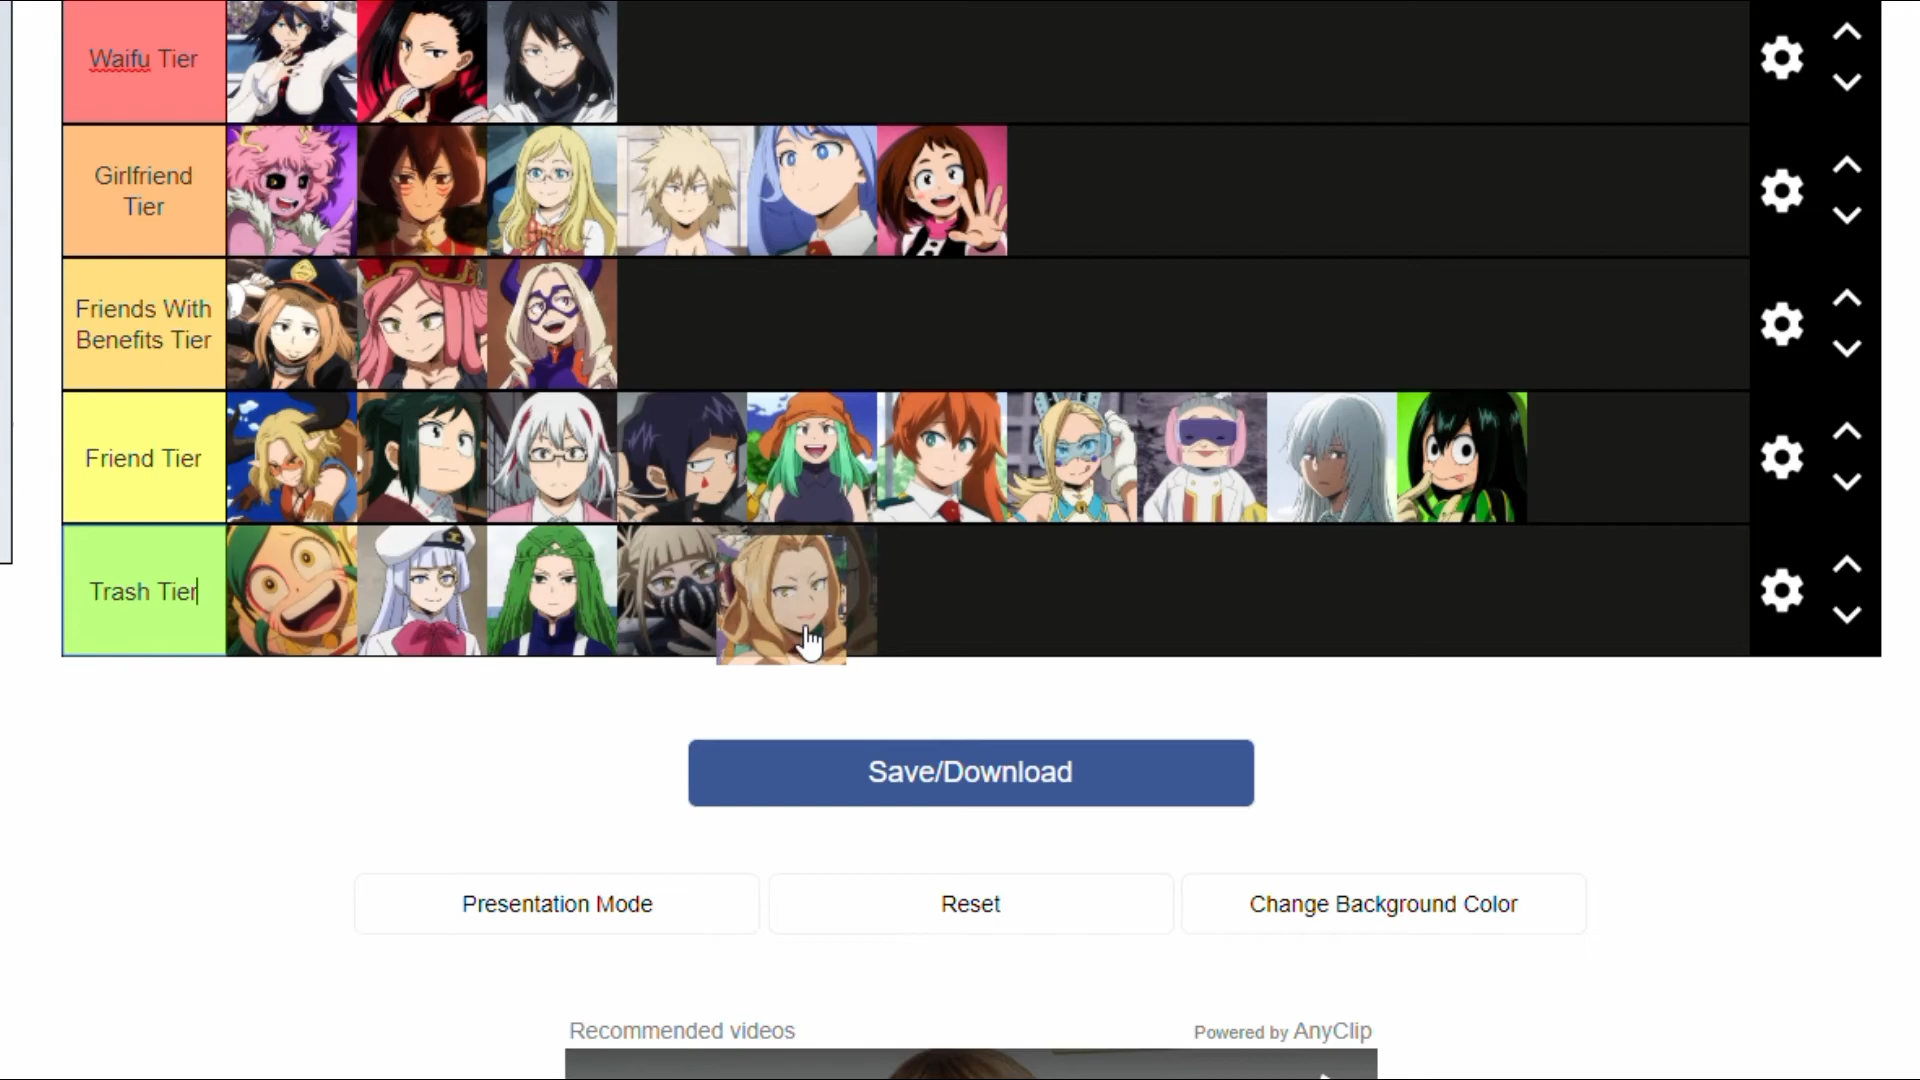 Waifu Tier
Girlfriend
Tier
Friends With
Benefits Tier
Friend Tier
Trash Tier
Save/Download
Presentation Mode
Reset
Change Background Color
Recommended videos
Powered by AnyClip